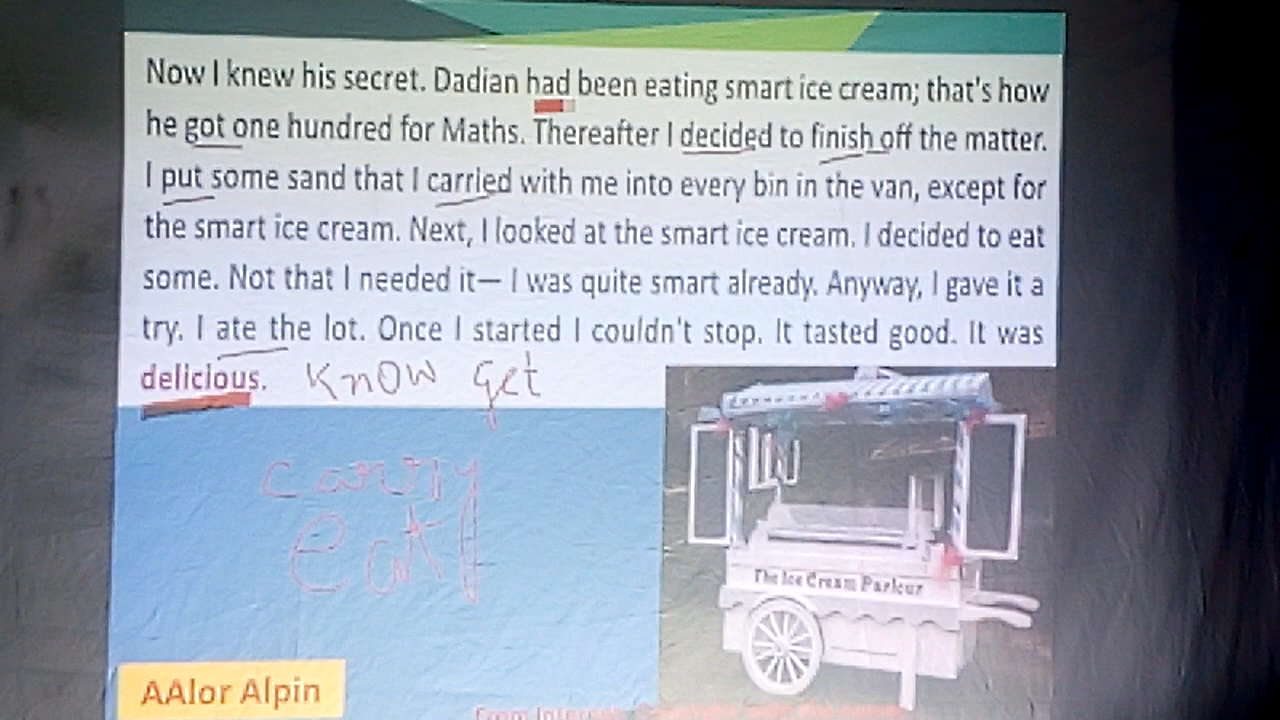 Now I knew his secret. Dadian had been eating smart ice cream; that's how
he got one hundred for Maths. Thereafter I decided to finish off the matter.
I put some sand that I carried with me into every bin in the van, except for
the smart ice cream. Next, I looked at the smart ice cream. I decided to eat
some. Not that I needed it— I was quite smart already. Anyway, I gave it a
try. I ate the lot. Once I started I couldn't stop. It tasted good. It was
delicious. Know Get
carry
eat
The Ice Cream Parlour
AAlor Alpin
From